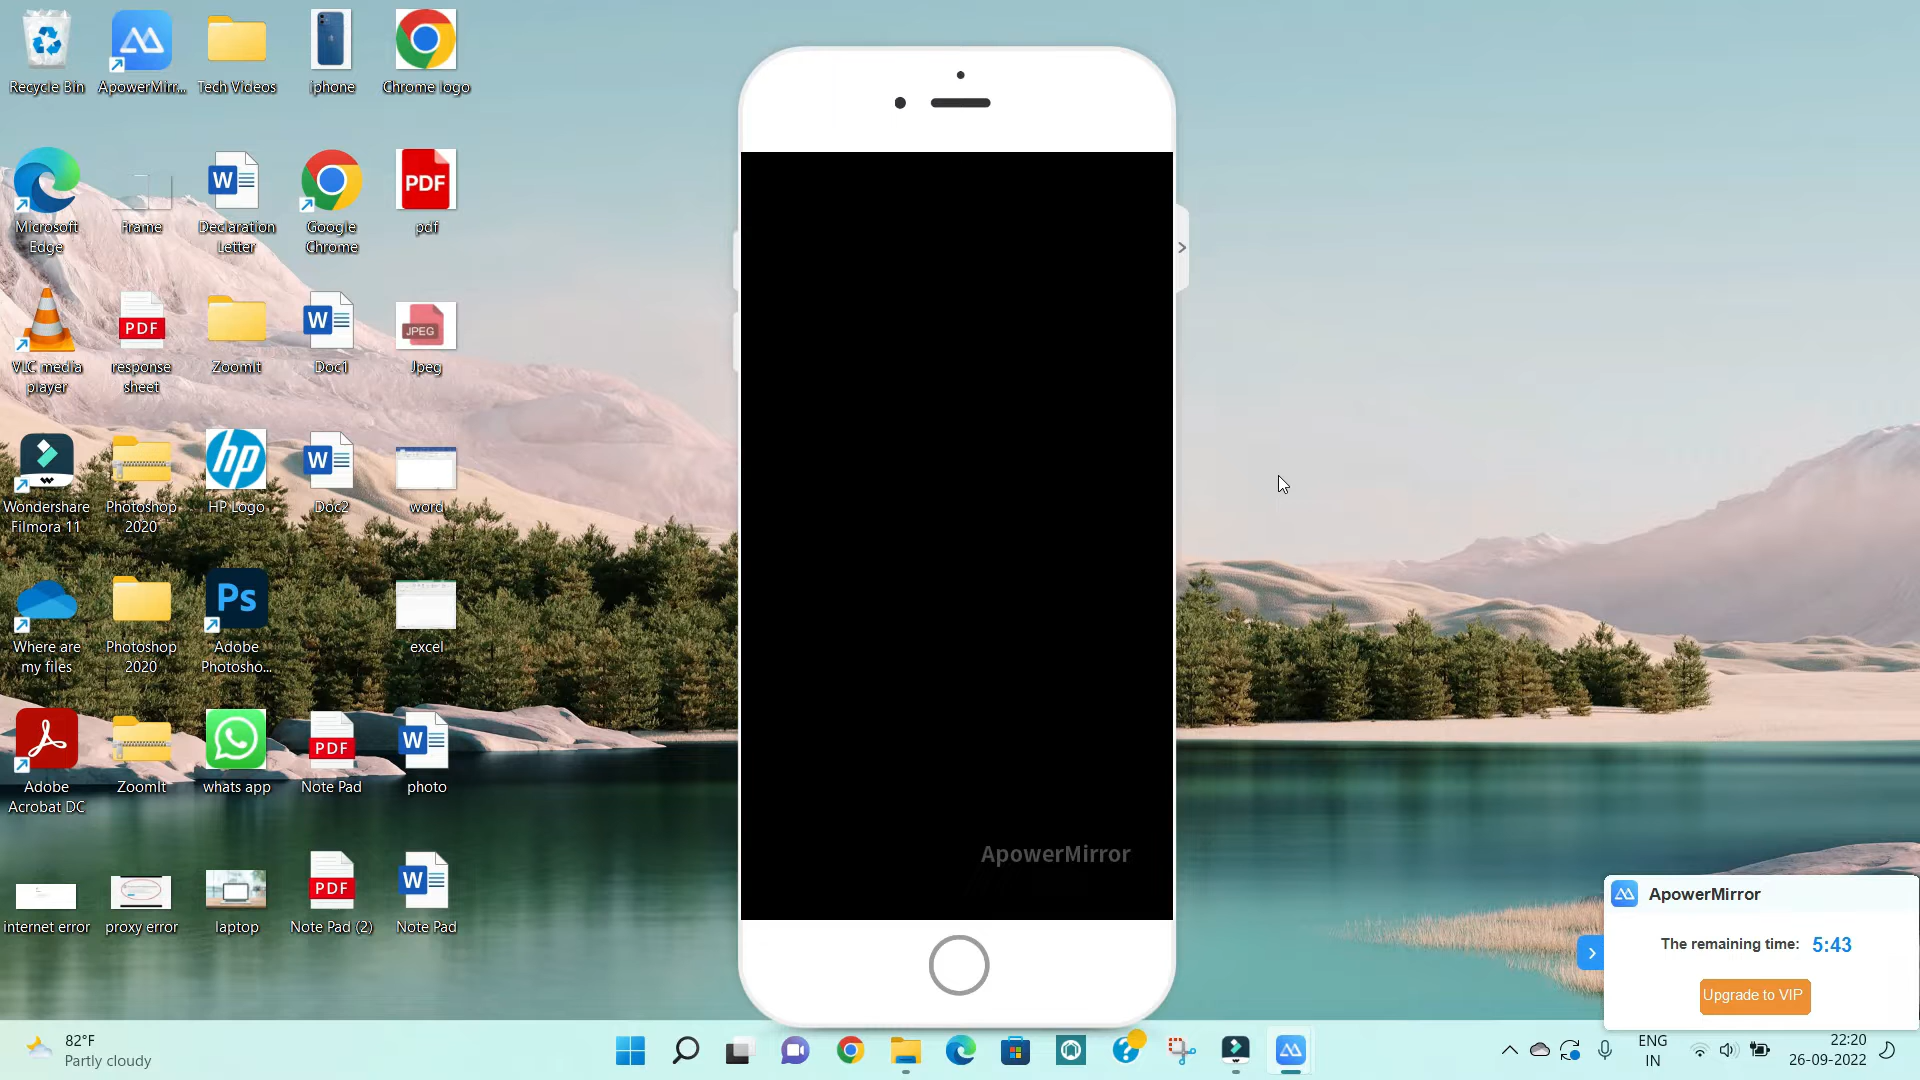 Recycle Bin
ApowerMirr...
Tech Videos
iphone
Chrome logo
Microsoft
Edge
Frame
Declaration
Letter
Google
Chrome
PDF
pdf
VLC media
player
PDF
response
sheet
ZoomIt
Doc1
JPEG
Jpeg
Wondershare
Filmora 11
Photoshop
2020
hp
HP Logo
Doc2
word
Where are
my files
Photoshop
2020
Ps
Adobe
Photosho...
excel
Adobe
Acrobat DC
ZoomIt
whats app
PDF
Note Pad
photo
internet error
proxy error
laptop
PDF
Note Pad (2)
Note Pad
ApowerMirror
ApowerMirror
The remaining time: 5:43
Upgrade to VIP
82°F
Partly cloudy
ENG
IN
22:20
26-09-2022